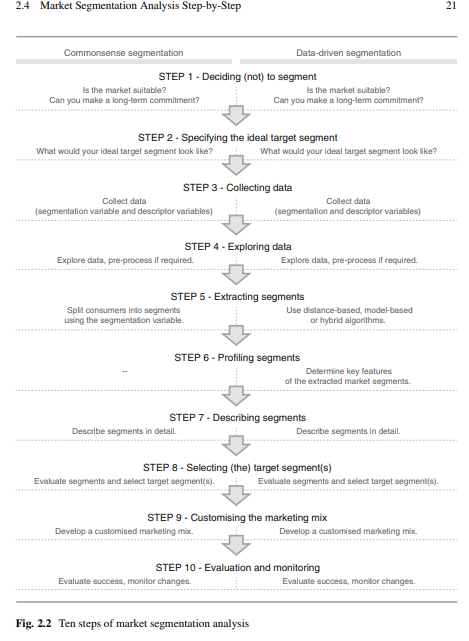 2.4 Market Segmentation Analysis Step-by-Step 21
Commonsense segmentation Data-driven segmentation
STEP 1 - Deciding (not) to segment
Is the market suitable? Is the market suitable?
Can you make a long-term commitment? Can you make a long-term commitment?
STEP 2 - Specifying the ideal target segment
What would your ideal target segment look like? What would your ideal target segment look like?
STEP 3 - Collecting data
Collect data Collect data
(segmentation variable and descriptor variables) (segmentation and descriptor variables)
STEP 4 - Exploring data
Explore data, pre-process if required. Explore data, pre-process if required.
STEP 5 - Extracting segments
Split consumers into segments Use distance-based, model-based
using the segmentation variable. or hybrid algorithms.
STEP 6 - Profiling segments
-- Determine key features
of the extracted market segments.
STEP 7 - Describing segments
Describe segments in detail. Describe segments in detail.
STEP 8 - Selecting (the) target segment(s)
Evaluate segments and select target segment(s). Evaluate segments and select target segment(s).
STEP 9 - Customising the marketing mix
Develop a customised marketing mix. Develop a customised marketing mix.
STEP 10 - Evaluation and monitoring
Evaluate success, monitor changes. Evaluate success, monitor changes.
Fig. 2.2 Ten steps of market segmentation analysis